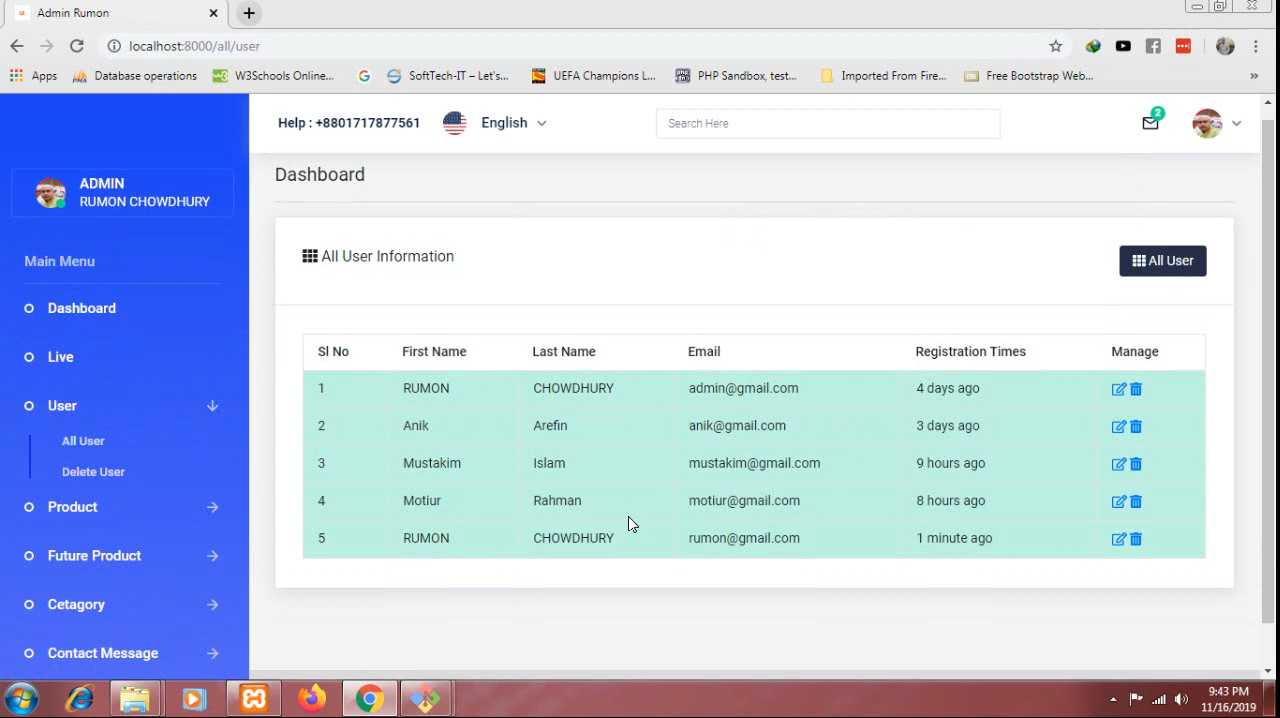 Admin Rumon
localhost:8000/all/user
Apps Database operations W3Schools Online... SoftTech-IT – Let's... UEFA Champions L... PHP Sandbox, test... Imported From Fire... Free Bootstrap Web... »
Help : +8801717877561 English Search Here 2
ADMIN
RUMON CHOWDHURY
Main Menu
Dashboard
Live
User
All User
Delete User
Product
Future Product
Cetagory
Contact Message
Dashboard
All User Information All User
Sl No First Name Last Name Email Registration Times Manage
1 RUMON CHOWDHURY admin@gmail.com 4 days ago
2 Anik Arefin anik@gmail.com 3 days ago
3 Mustakim Islam mustakim@gmail.com 9 hours ago
4 Motiur Rahman motiur@gmail.com 8 hours ago
5 RUMON CHOWDHURY rumon@gmail.com 1 minute ago
9:43 PM
11/16/2019